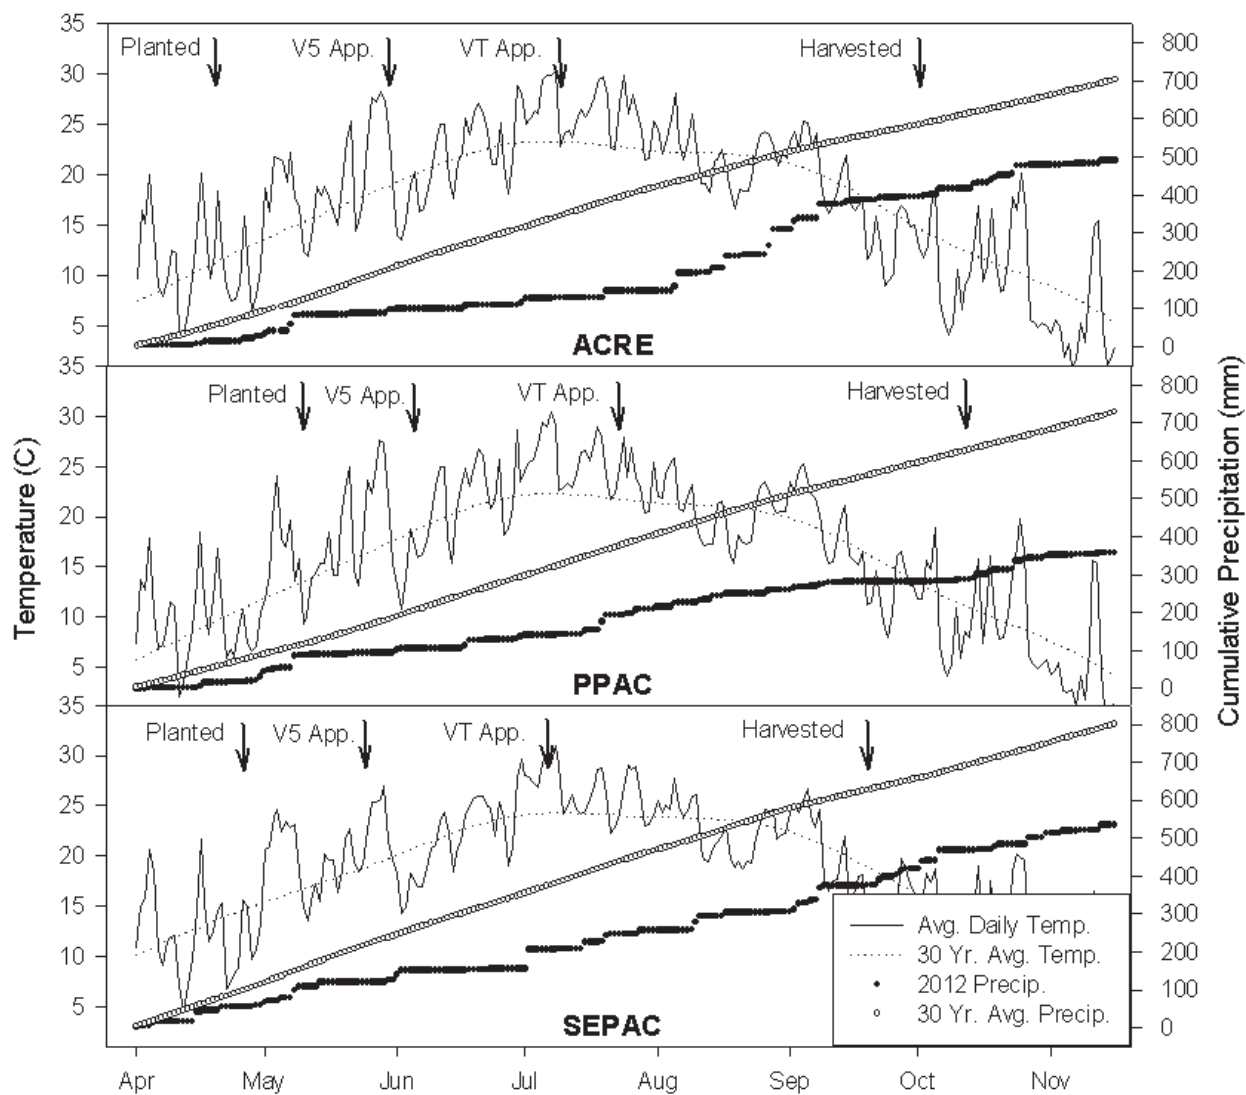 35
30
25
20
15
10
5
Planted
V5 App.
VT App.
Harvested
800
700
600
500
400
300
200
100
0
ACRE
35
30
25
20
15
10
5
Planted
V5 App.
VT App.
Harvested
800
700
600
500
400
300
200
100
0
PPAC
Temperature (C)
Cumulative Precipitation (mm)
35
30
25
20
15
10
5
Planted
V5 App.
VT App.
Harvested
800
700
600
500
400
300
200
100
0
SEPAC
Avg. Daily Temp.
30 Yr. Avg. Temp.
2012 Precip.
30 Yr. Avg. Precip.
Apr May Jun Jul Aug Sep Oct Nov